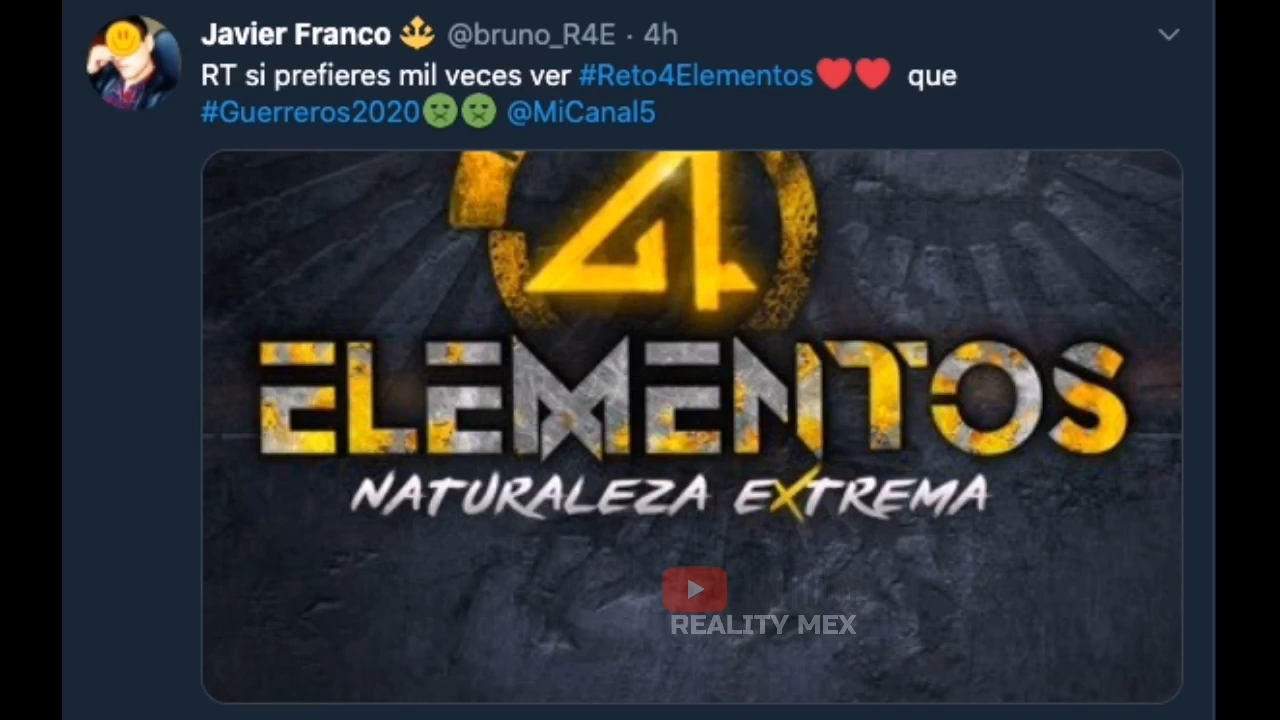 Javier Franco @bruno_R4E · 4h
RT si prefieres mil veces ver #Reto4Elementos❤️❤️ que
#Guerreros2020🤢🤢 @MiCanal5
4
ELEMENTOS
NATURALEZA EXTREMA
REALITY MEX